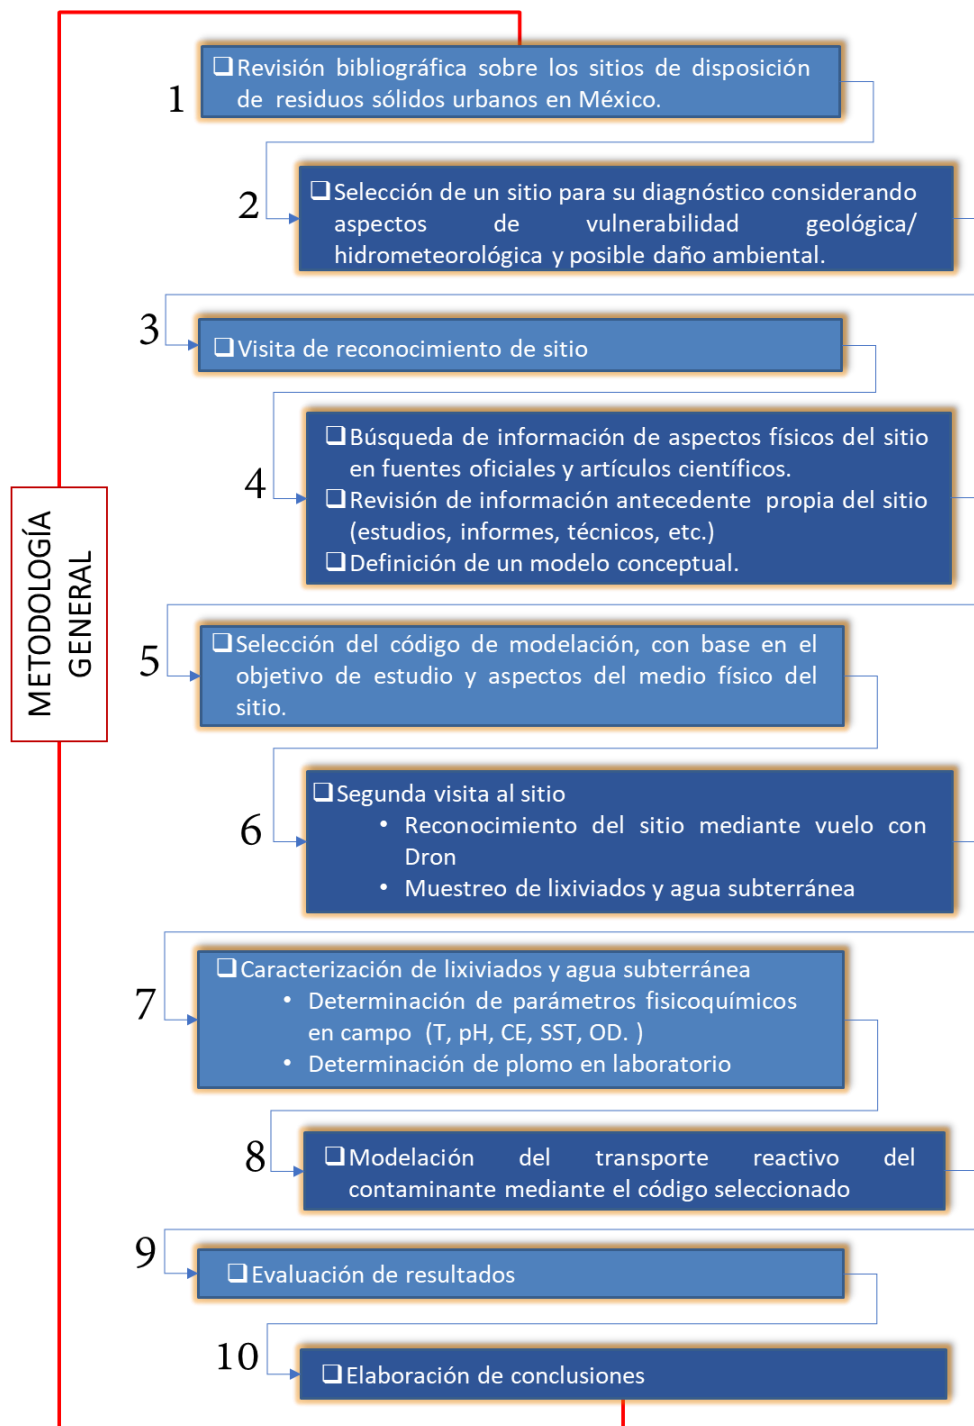 METODOLOGÍA
GENERAL
1
❑Revisión bibliográfica sobre los sitios de disposición
de residuos sólidos urbanos en México.
2
❑Selección de un sitio para su diagnóstico considerando
aspectos de vulnerabilidad geológica/
hidrometeorológica y posible daño ambiental.
3
❑Visita de reconocimiento de sitio
4
❑Búsqueda de información de aspectos físicos del sitio
en fuentes oficiales y artículos científicos.
❑Revisión de información antecedente propia del sitio
(estudios, informes, técnicos, etc.)
❑Definición de un modelo conceptual.
5
❑Selección del código de modelación, con base en el
objetivo de estudio y aspectos del medio físico del
sitio.
6
❑Segunda visita al sitio
• Reconocimiento del sitio mediante vuelo con
Dron
• Muestreo de lixiviados y agua subterránea
7
❑Caracterización de lixiviados y agua subterránea
• Determinación de parámetros fisicoquímicos
en campo (T, pH, CE, SST, OD. )
• Determinación de plomo en laboratorio
8
❑Modelación del transporte reactivo del
contaminante mediante el código seleccionado
9
❑Evaluación de resultados
10
❑Elaboración de conclusiones